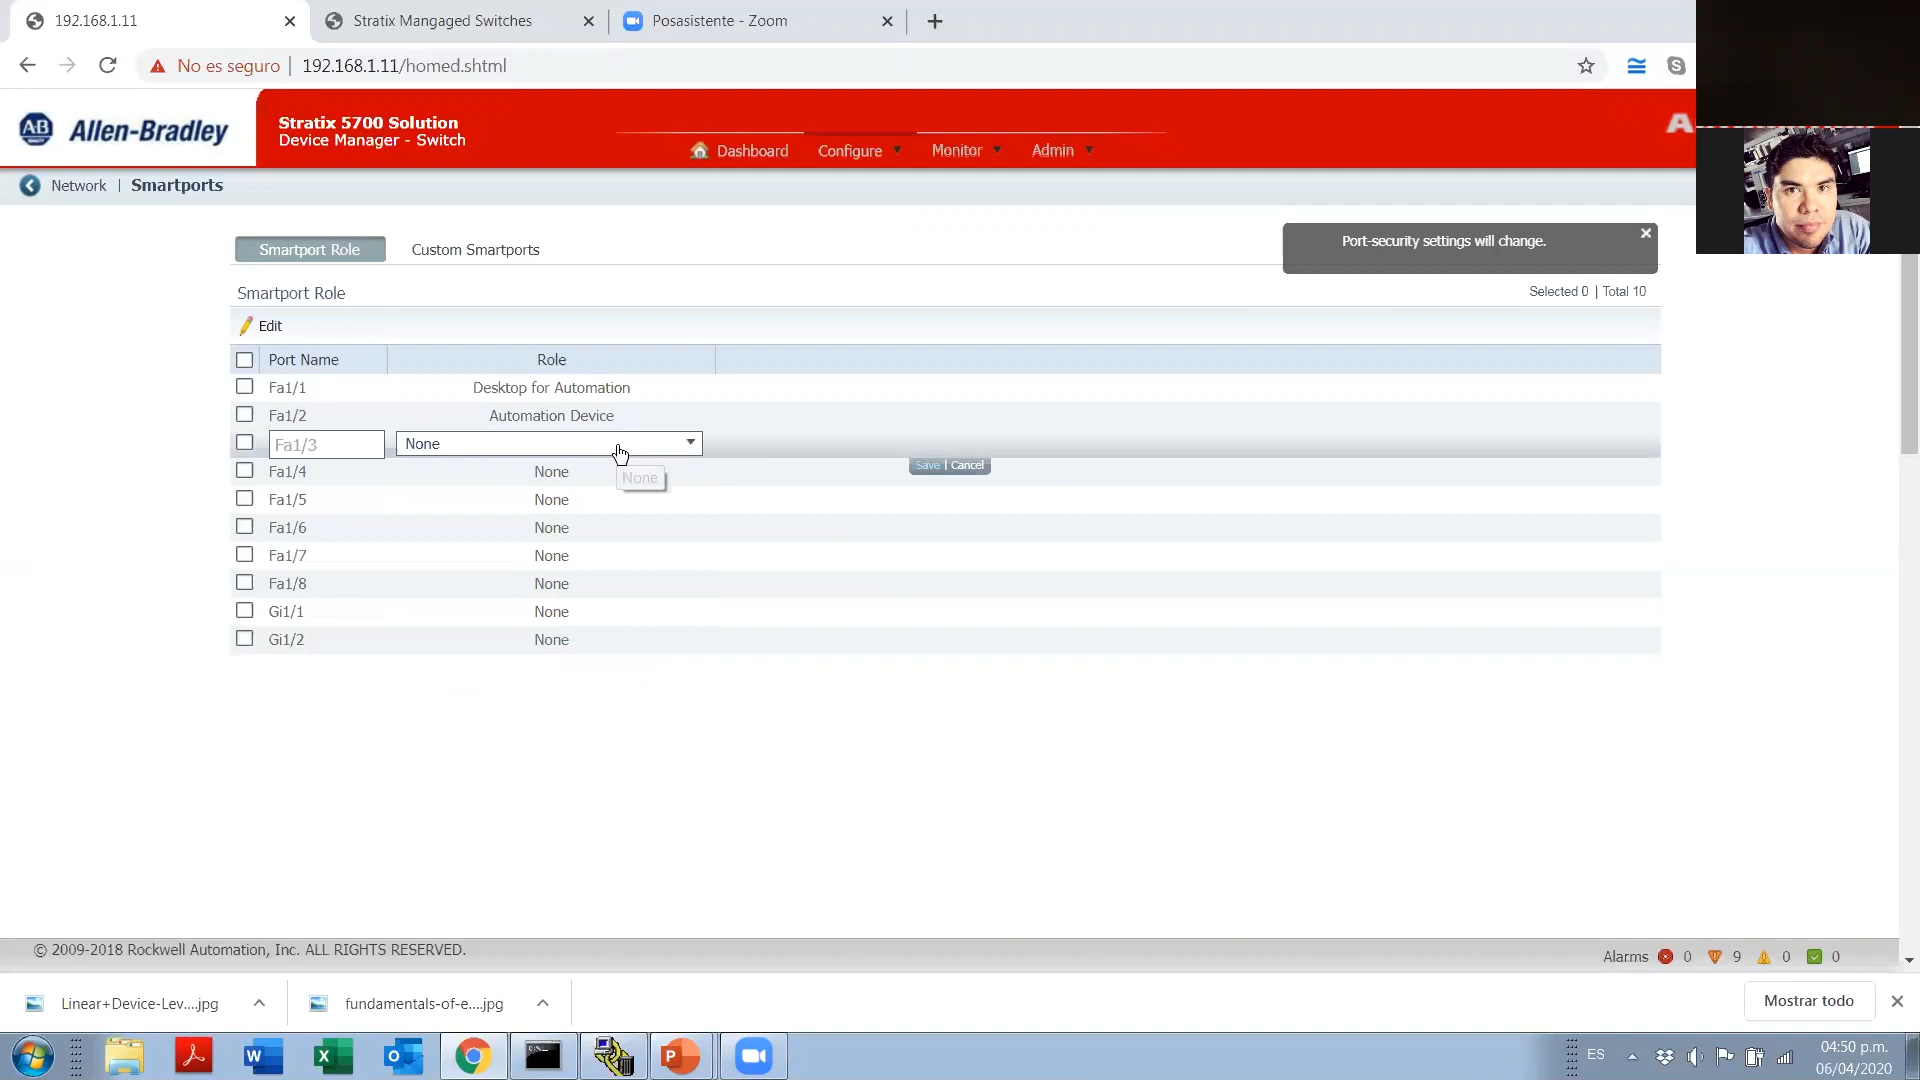 192.168.1.11
Stratix Mangaged Switches
Posasistente - Zoom
No es seguro | 192.168.1.11/homed.shtml
AB Allen-Bradley
Stratix 5700 Solution
Device Manager - Switch
Dashboard
Configure
Monitor
Admin
A
Network | Smartports
Smartport Role
Custom Smartports
Port-security settings will change.
Smartport Role
Selected 0 | Total 10
Edit
Port Name Role
Fa1/1 Desktop for Automation
Fa1/2 Automation Device
Fa1/3 None
Save | Cancel
Fa1/4 None
None
Fa1/5 None
Fa1/6 None
Fa1/7 None
Fa1/8 None
Gi1/1 None
Gi1/2 None
© 2009-2018 Rockwell Automation, Inc. ALL RIGHTS RESERVED.
Alarms 0 9 0 0
Linear+Device-Lev....jpg
fundamentals-of-e....jpg
Mostrar todo
ES
04:50 p.m.
06/04/2020